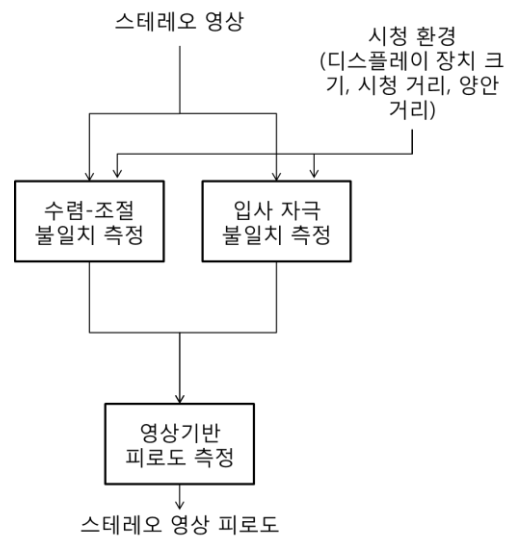 스테레오 영상
시청 환경
(디스플레이 장치 크
기, 시청 거리, 양안
거리)
수렴-조절
불일치 측정
입사 자극
불일치 측정
영상기반
피로도 측정
스테레오 영상 피로도